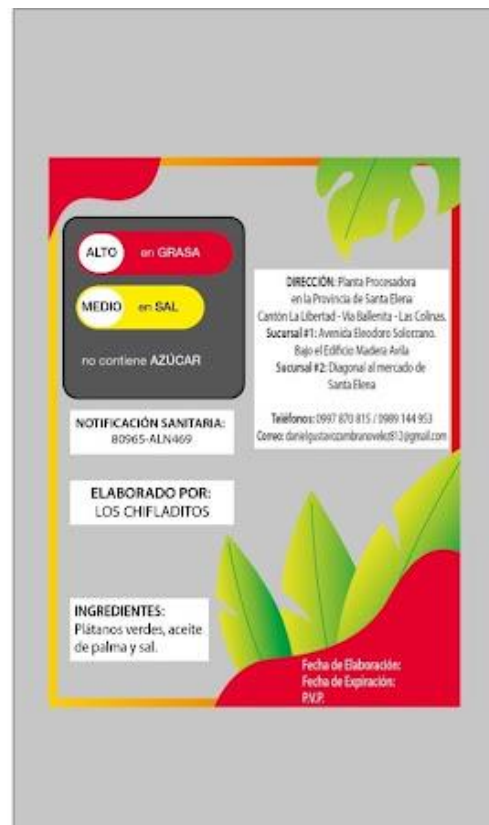 ALTO en GRASA
MEDIO en SAL
no contiene AZÚCAR
NOTIFICACIÓN SANITARIA:
80965-ALN469
ELABORADO POR:
LOS CHIFLADITOS
INGREDIENTES:
Plátanos verdes, aceite
de palma y sal.
DIRECCIÓN: Planta Procesadora
en la Provincia de Santa Elena
Cantón La Libertad - Via Ballenita - Las Colinas.
Sucursal #1: Avenida Eleodoro Solorzano.
Bajo el Edificio Madera Avila
Sucursal #2: Diagonal al mercado de
Santa Elena
Teléfonos: 0997 870 815 / 0989 144 953
Correo:
Fecha de Elaboración:
Fecha de Expiración:
P.V.P.